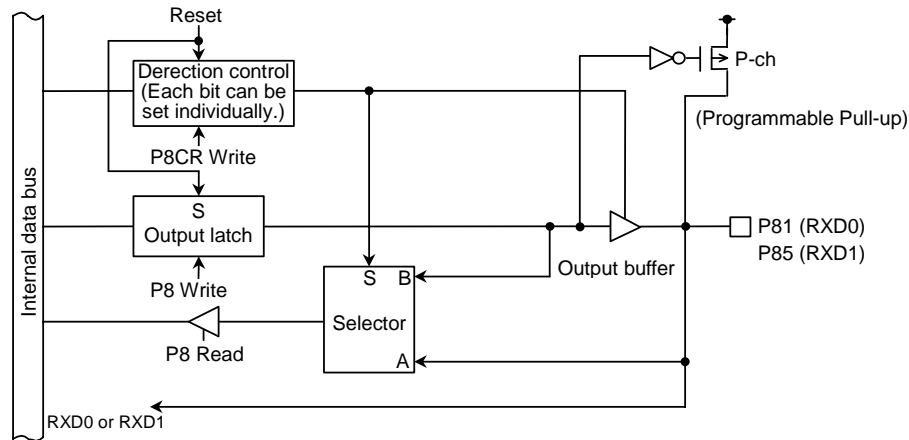 Reset
Derection control
(Each bit can be
set individually.)
P-ch
(Programmable Pull-up)
P8CR Write
Internal data bus
S
Output latch
P81 (RXD0)
P85 (RXD1)
Output buffer
P8 Write
S
B
Selector
A
P8 Read
RXD0 or RXD1